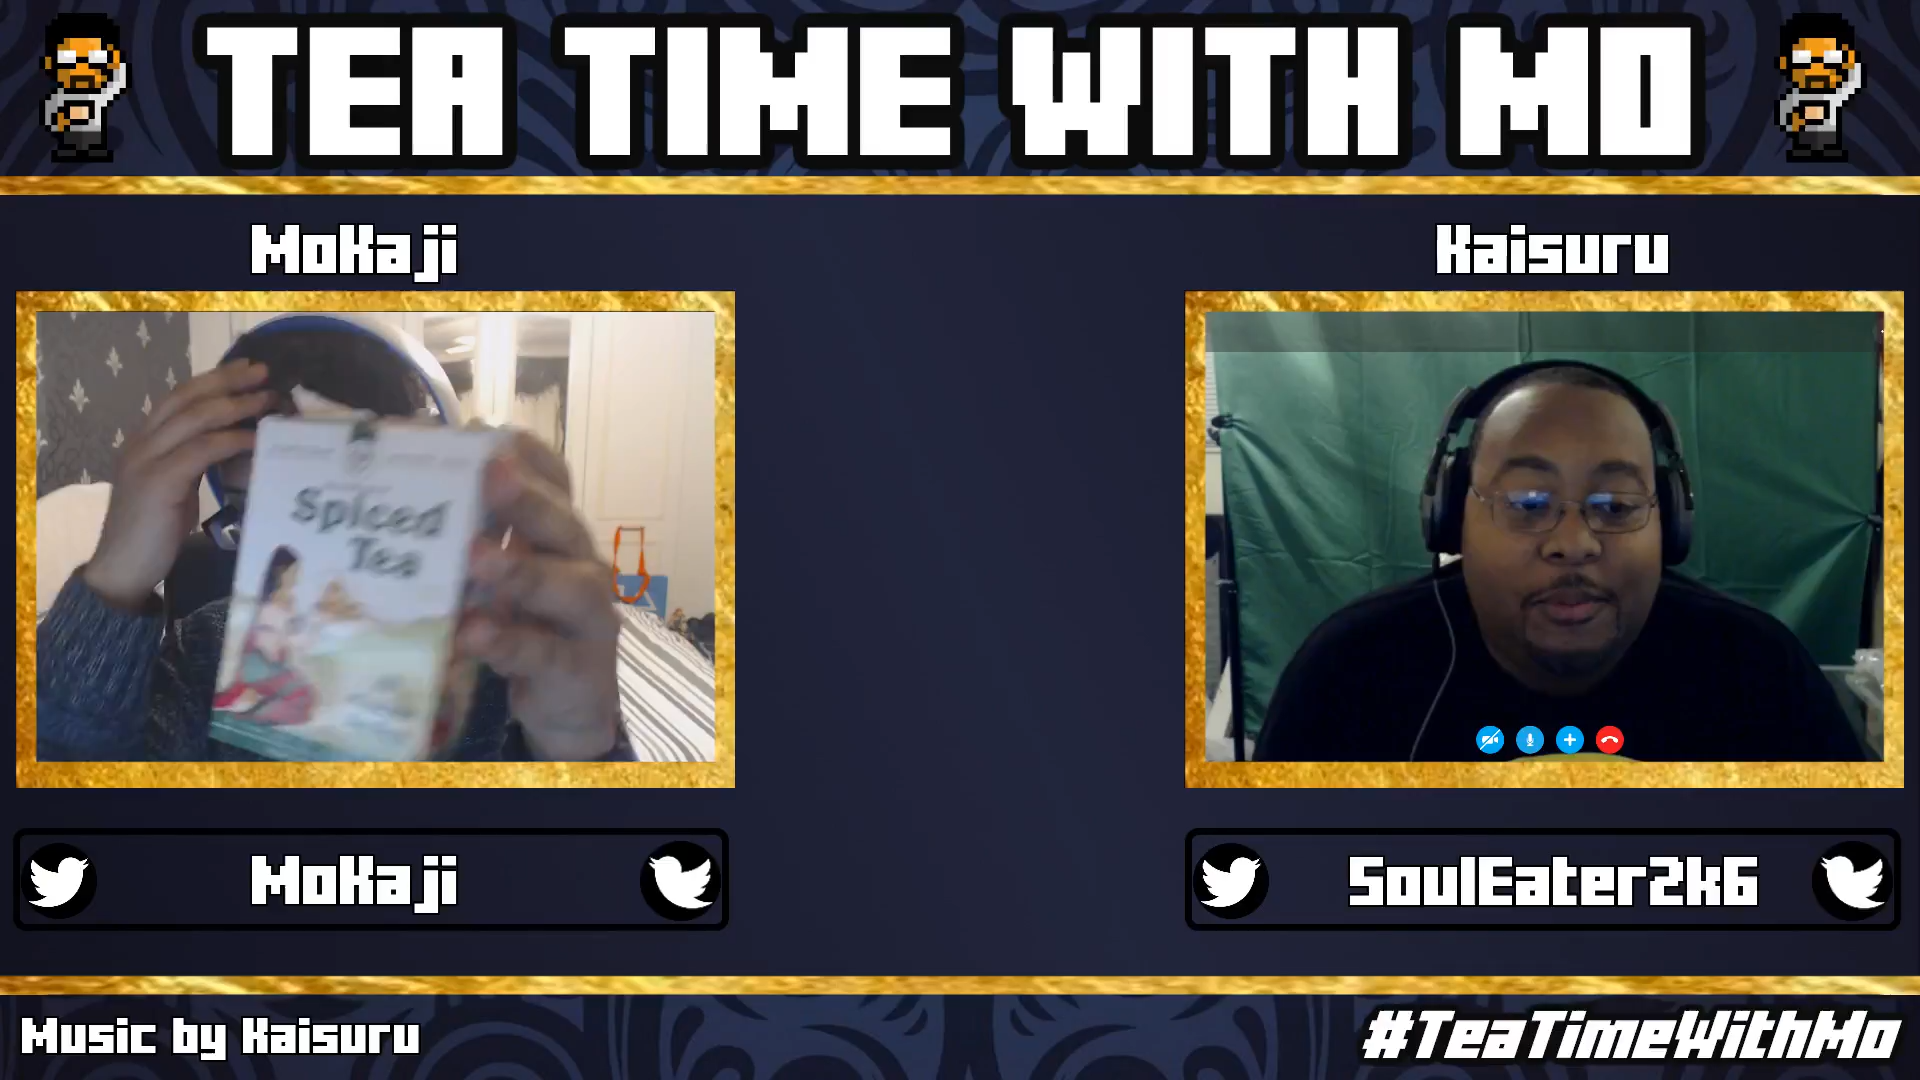 TEA TIME WITH MO
MoKaji
Kaisuru
Spiced
Tea
MoKaji
SoulEater2k6
Music by Kaisuru
#TeaTimeWithMo